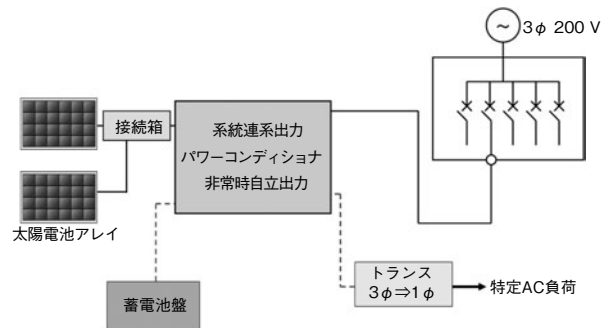 3φ 200 V
~
接続箱
系統連系出力
パワーコンディショナ
非常時自立出力
太陽電池アレイ
トランス
3φ⇒1φ
特定AC負荷
蓄電池盤